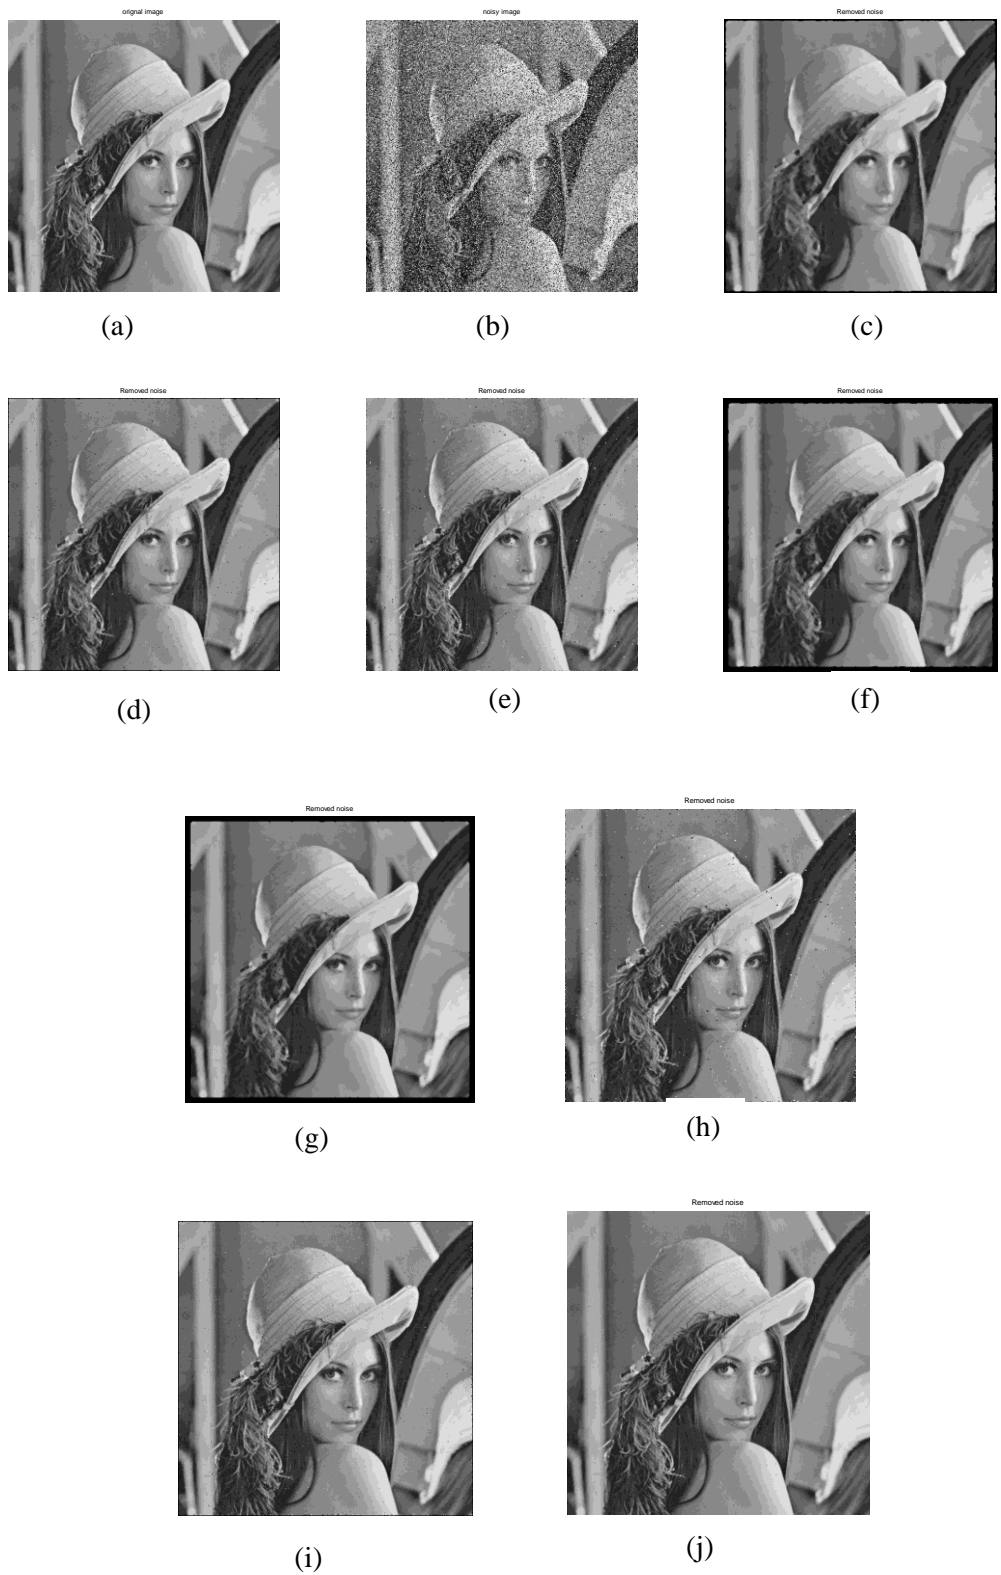 orignal image
noisy image
Removed noise
(a)
(b)
(c)
Removed noise
Removed noise
Removed noise
(d)
(e)
(f)
Removed noise
Removed noise
(g)
(h)
Removed noise
(i)
(j)